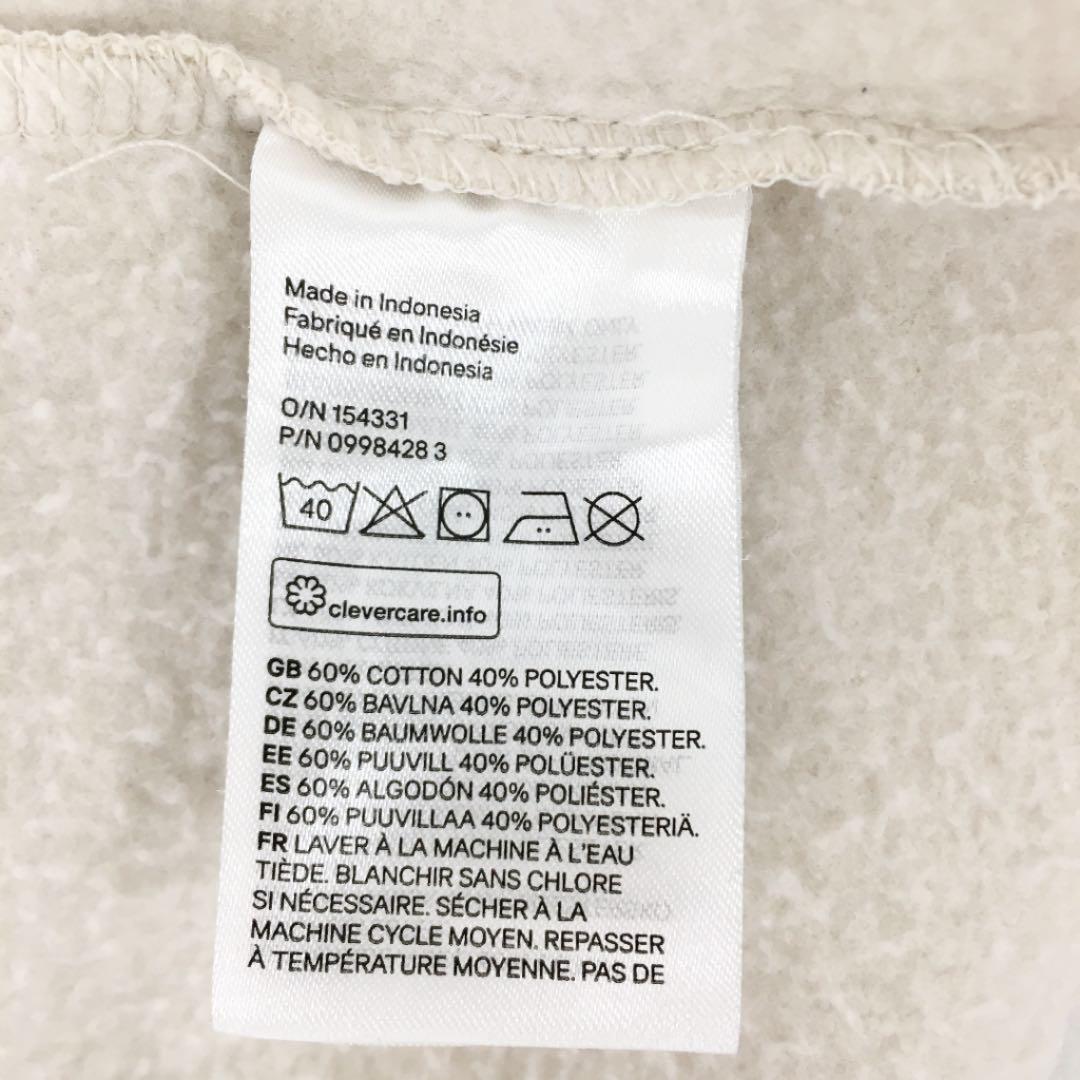 Made in Indonesia
Fabriqué en Indonésie
Hecho en Indonesia
O/N 154331
P/N 0998428 3
40
clevercare.info
GB 60% COTTON 40% POLYESTER.
CZ 60% BAVLNA 40% POLYESTER.
DE 60% BAUMWOLLE 40% POLYESTER.
EE 60% PUUVILL 40% POLÜESTER.
ES 60% ALGODÓN 40% POLIÉSTER.
FI 60% PUUVILLAA 40% POLYESTERIÄ.
FR LAVER À LA MACHINE À L'EAU
TIÈDE. BLANCHIR SANS CHLORE
SI NÉCESSAIRE. SÉCHER À LA
MACHINE CYCLE MOYEN. REPASSER
À TEMPÉRATURE MOYENNE. PAS DE